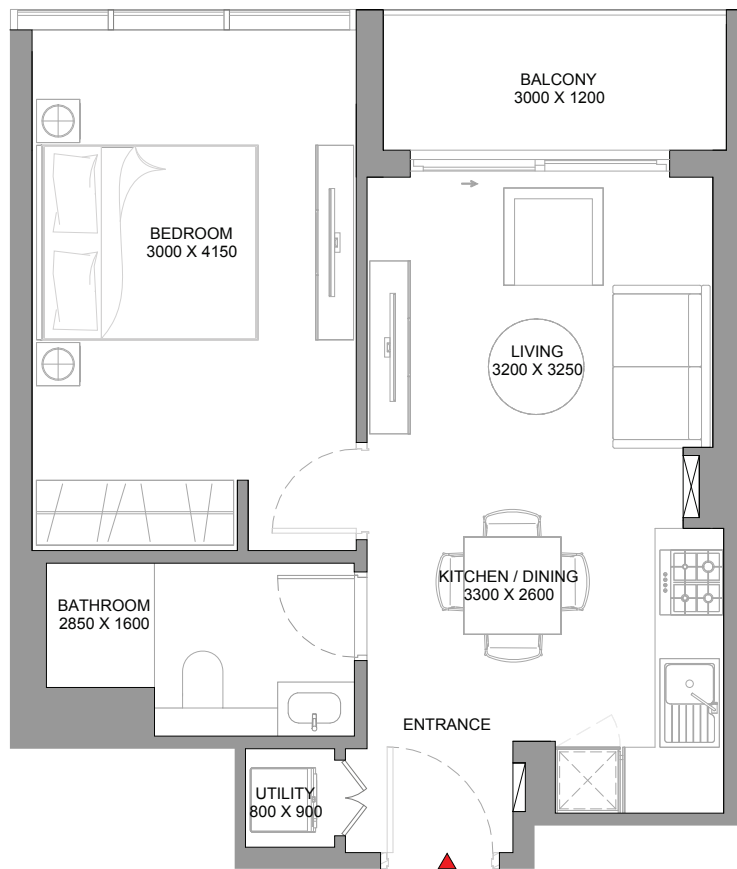 BALCONY
3000 X 1200
BEDROOM
3000 X 4150
LIVING
3200 X 3250
KITCHEN / DINING
3300 X 2600
BATHROOM
2850 X 1600
ENTRANCE
UTILITY
800 X 900